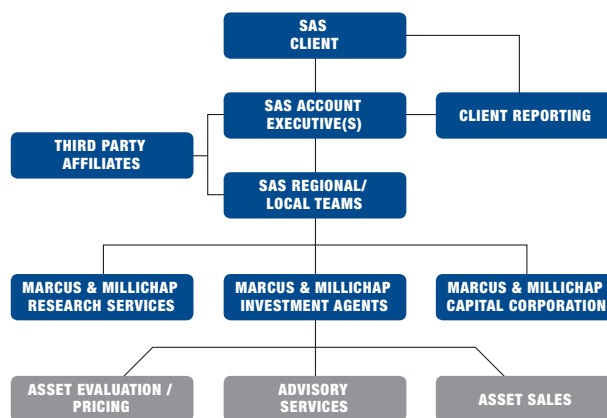 SAS
CLIENT
SAS ACCOUNT
EXECUTIVE(S)
CLIENT REPORTING
THIRD PARTY
AFFILIATES
SAS REGIONAL/
LOCAL TEAMS
MARCUS & MILLICHAP
RESEARCH SERVICES
MARCUS & MILLICHAP
INVESTMENT AGENTS
MARCUS & MILLICHAP
CAPITAL CORPORATION
ASSET EVALUATION /
PRICING
ADVISORY
SERVICES
ASSET SALES